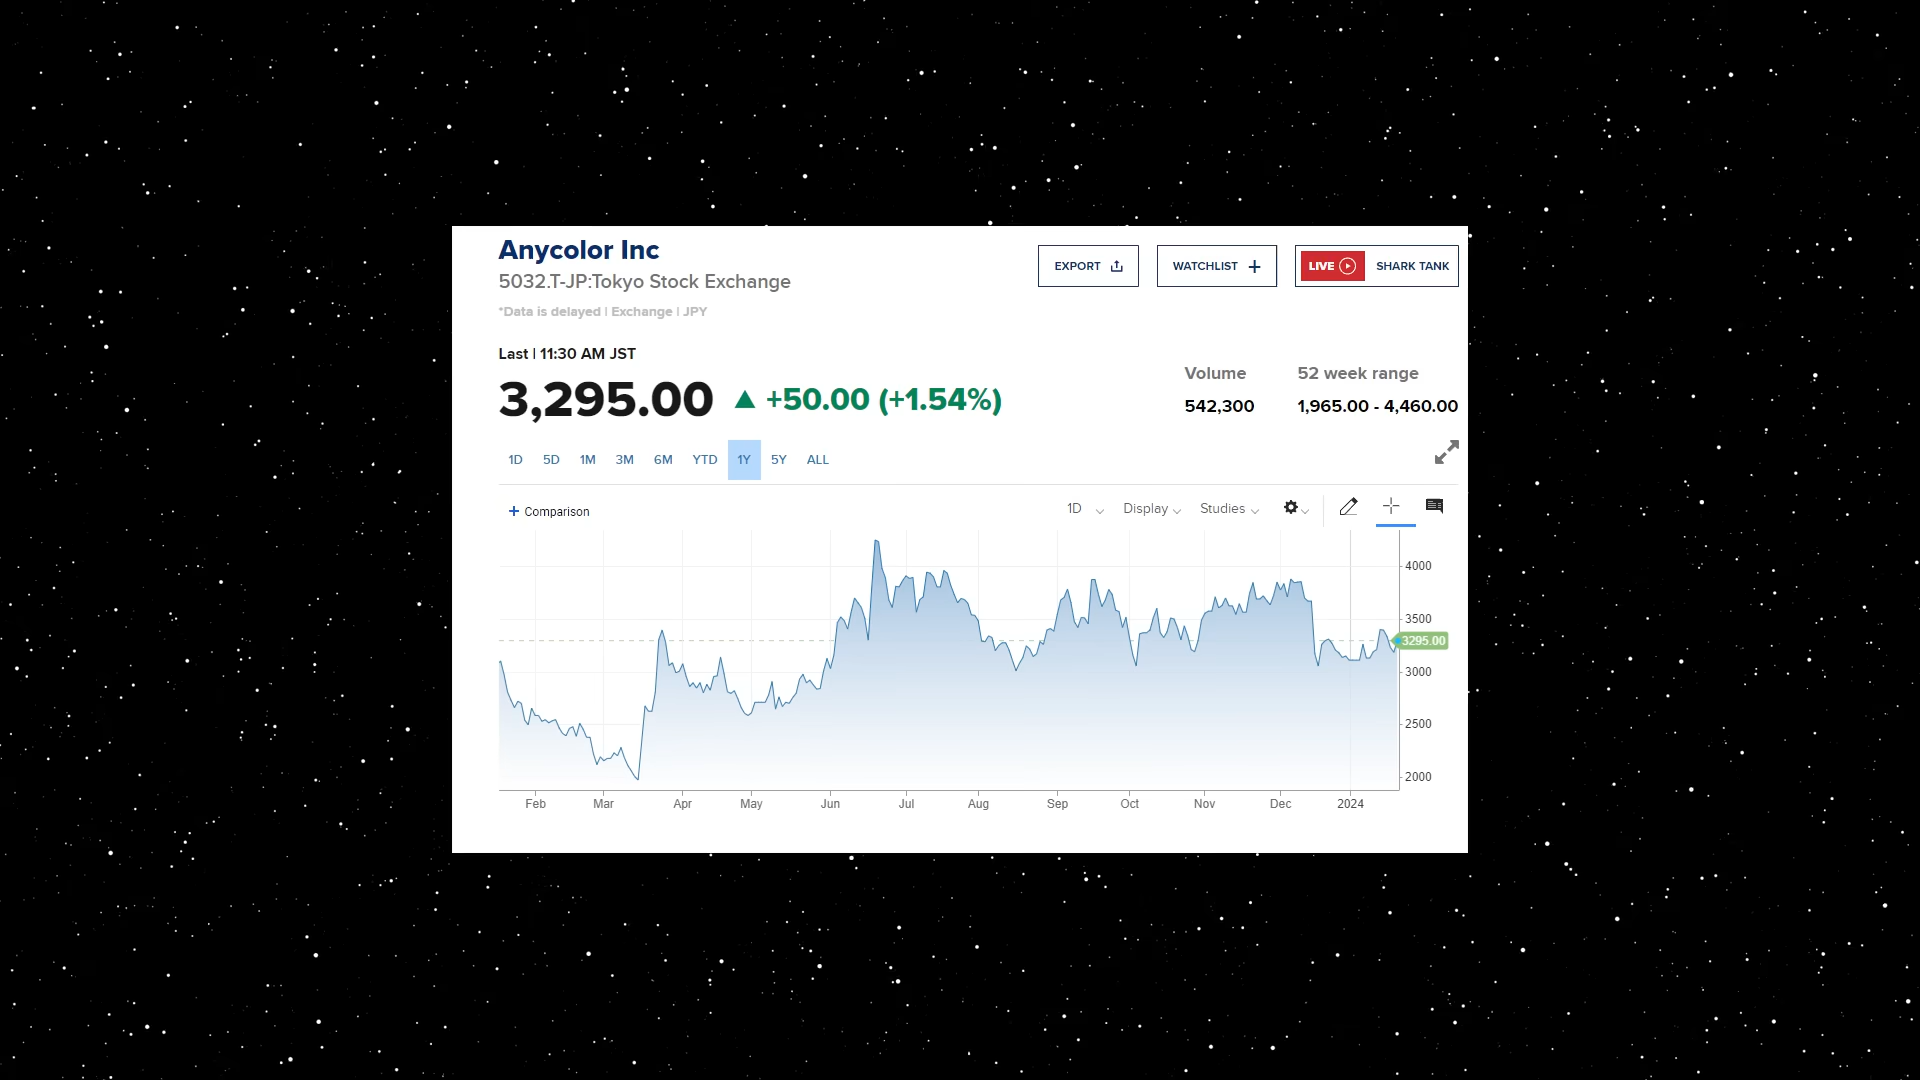 Anycolor Inc
5032.T-JP:Tokyo Stock Exchange
*Data is delayed | Exchange | JPY
EXPORT
WATCHLIST
LIVE SHARK TANK
Last | 11:30 AM JST
3,295.00 +50.00 (+1.54%)
Volume
542,300
52 week range
1,965.00 - 4,460.00
1D 5D 1M 3M 6M YTD 1Y 5Y ALL
+ Comparison
1D Display Studies
4000
3500
3295.00
3000
2500
2000
Feb Mar Apr May Jun Jul Aug Sep Oct Nov Dec 2024